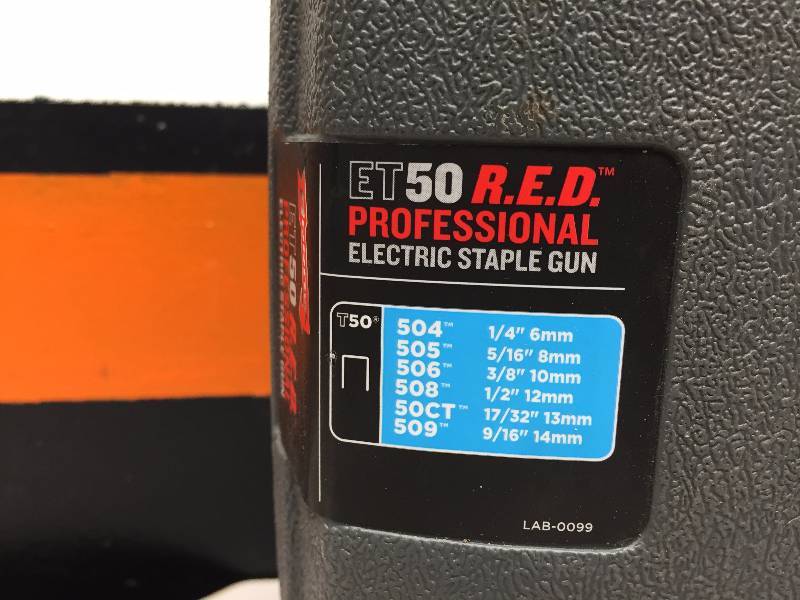 ET50 R.E.D.™
PROFESSIONAL
ELECTRIC STAPLE GUN
T50®
504™ 1/4" 6mm
505™ 5/16" 8mm
506™ 3/8" 10mm
508™ 1/2" 12mm
50CT™ 17/32" 13mm
509™ 9/16" 14mm
LAB-0099